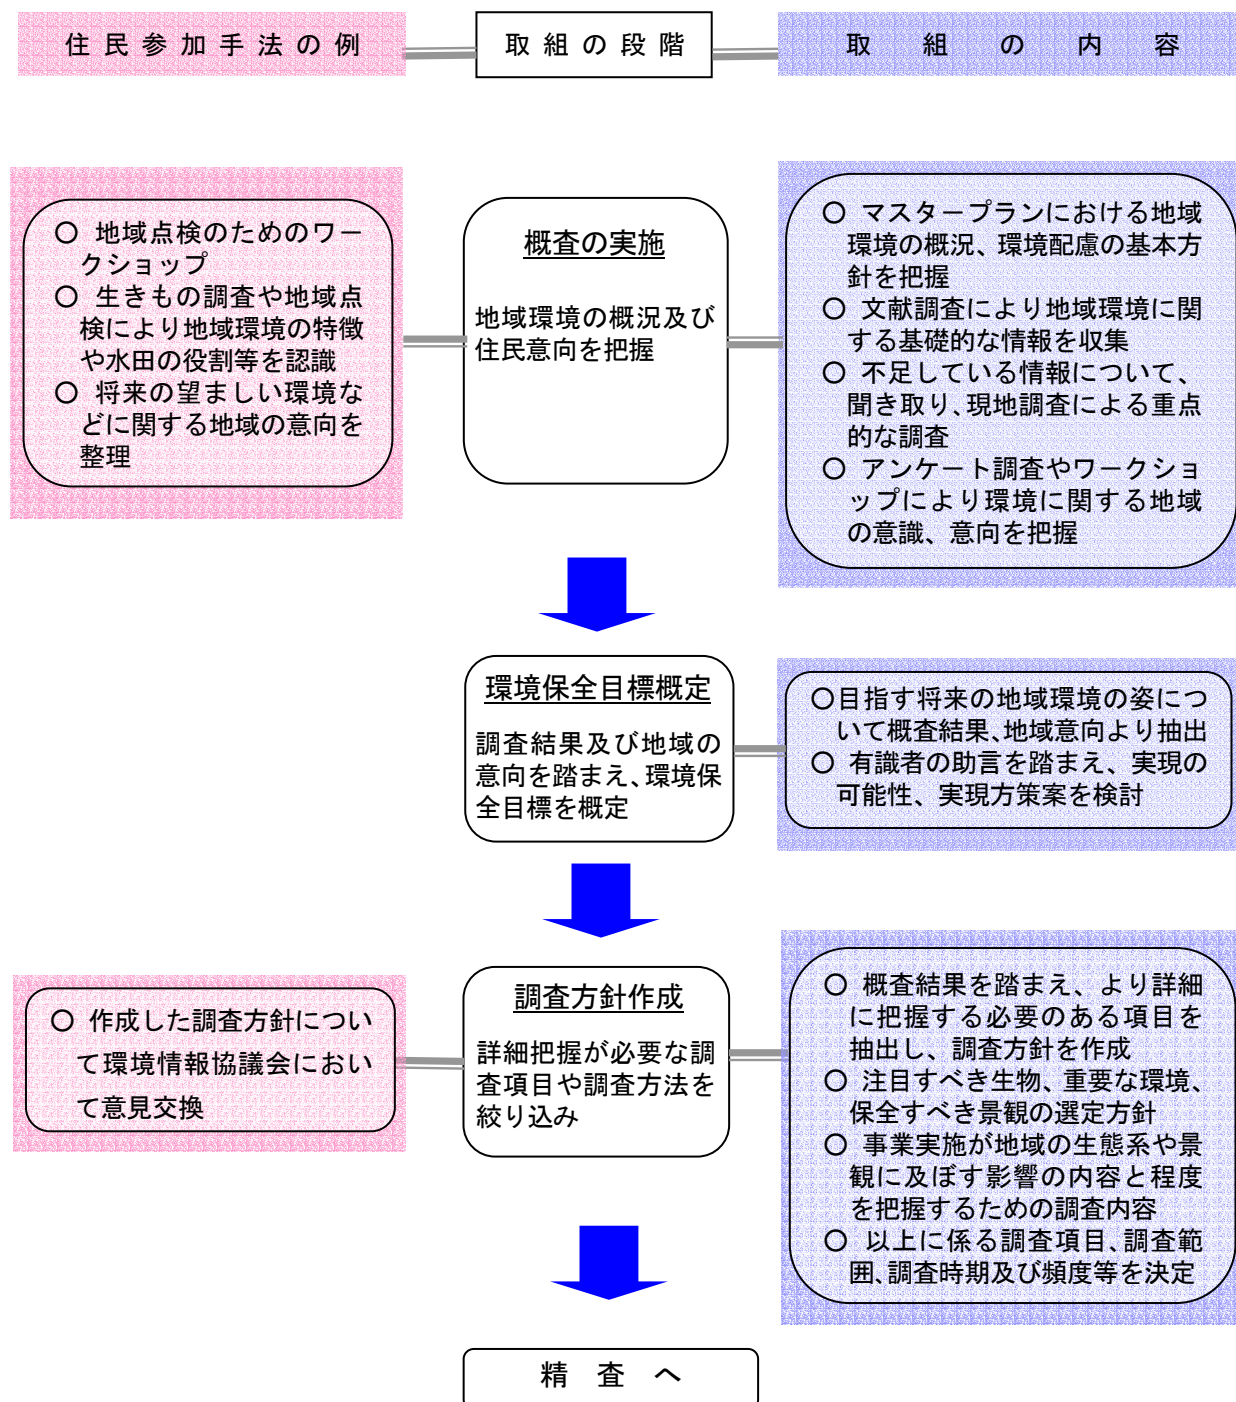 住民参加手法の例
取組の段階
取組の内容
○ 地域点検のためのワー
クショップ
○ 生きもの調査や地域点
検により地域環境の特徴
や水田の役割等を認識
○ 将来の望ましい環境な
どに関する地域の意向を
整理
概査の実施
地域環境の概況及び
住民意向を把握
○ マスタープランにおける地域
環境の概況、環境配慮の基本方
針を把握
○ 文献調査により地域環境に関
する基礎的な情報を収集
○ 不足している情報について、
聞き取り、現地調査による重点
的な調査
○ アンケート調査やワークショ
ップにより環境に関する地域
の意識、意向を把握
環境保全目標概定
調査結果及び地域の
意向を踏まえ、環境保
全目標を概定
○目指す将来の地域環境の姿につ
いて概査結果、地域意向より抽出
○ 有識者の助言を踏まえ、実現の
可能性、実現方策案を検討
○ 作成した調査方針につい
て環境情報協議会におい
て意見交換
調査方針作成
詳細把握が必要な調
査項目や調査方法を
絞り込み
○ 概査結果を踏まえ、より詳細
に把握する必要のある項目を
抽出し、調査方針を作成
○ 注目すべき生物、重要な環境、
保全すべき景観の選定方針
○ 事業実施が地域の生態系や景
観に及ぼす影響の内容と程度
を把握するための調査内容
○ 以上に係る調査項目、調査範
囲、調査時期及び頻度等を決定
精査へ